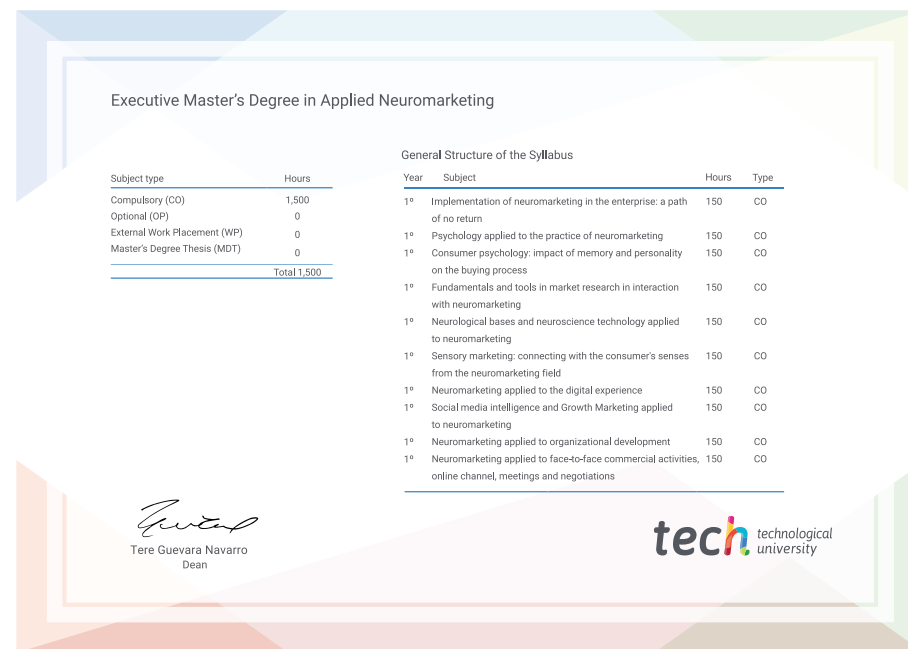 Executive Master's Degree in Applied Neuromarketing
Subject type Hours
Compulsory (CO) 1,500
Optional (OP) 0
External Work Placement (WP) 0
Master's Degree Thesis (MDT) 0
Total 1,500
General Structure of the Syllabus
Year Subject Hours Type
1º Implementation of neuromarketing in the enterprise: a path 150 CO
of no return
1º Psychology applied to the practice of neuromarketing 150 CO
1º Consumer psychology: impact of memory and personality 150 CO
on the buying process
1º Fundamentals and tools in market research in interaction 150 CO
with neuromarketing
1º Neurological bases and neuroscience technology applied 150 CO
to neuromarketing
1º Sensory marketing: connecting with the consumer's senses 150 CO
from the neuromarketing field
1º Neuromarketing applied to the digital experience 150 CO
1º Social media intelligence and Growth Marketing applied 150 CO
to neuromarketing
1º Neuromarketing applied to organizational development 150 CO
1º Neuromarketing applied to face-to-face commercial activities, 150 CO
online channel, meetings and negotiations
Tere Guevara Navarro
Dean
tech technological
university